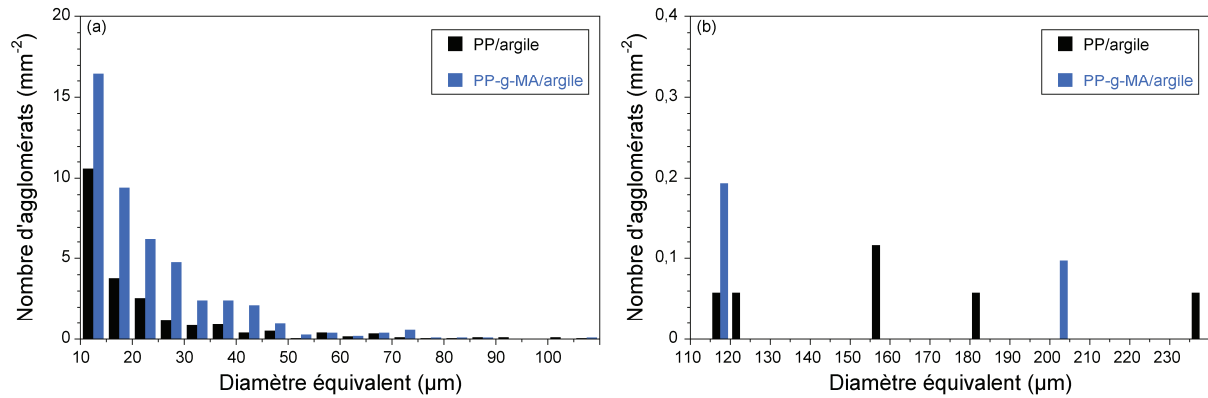 (a)
PP/argile
PP-g-MA/argile
Nombre d'agglomérats (mm⁻²)
20
15
10
5
0
10 20 30 40 50 60 70 80 90 100
Diamètre équivalent (µm)
(b)
PP/argile
PP-g-MA/argile
Nombre d'agglomérats (mm⁻²)
0,4
0,3
0,2
0,1
0
110 120 130 140 150 160 170 180 190 200 210 220 230
Diamètre équivalent (µm)